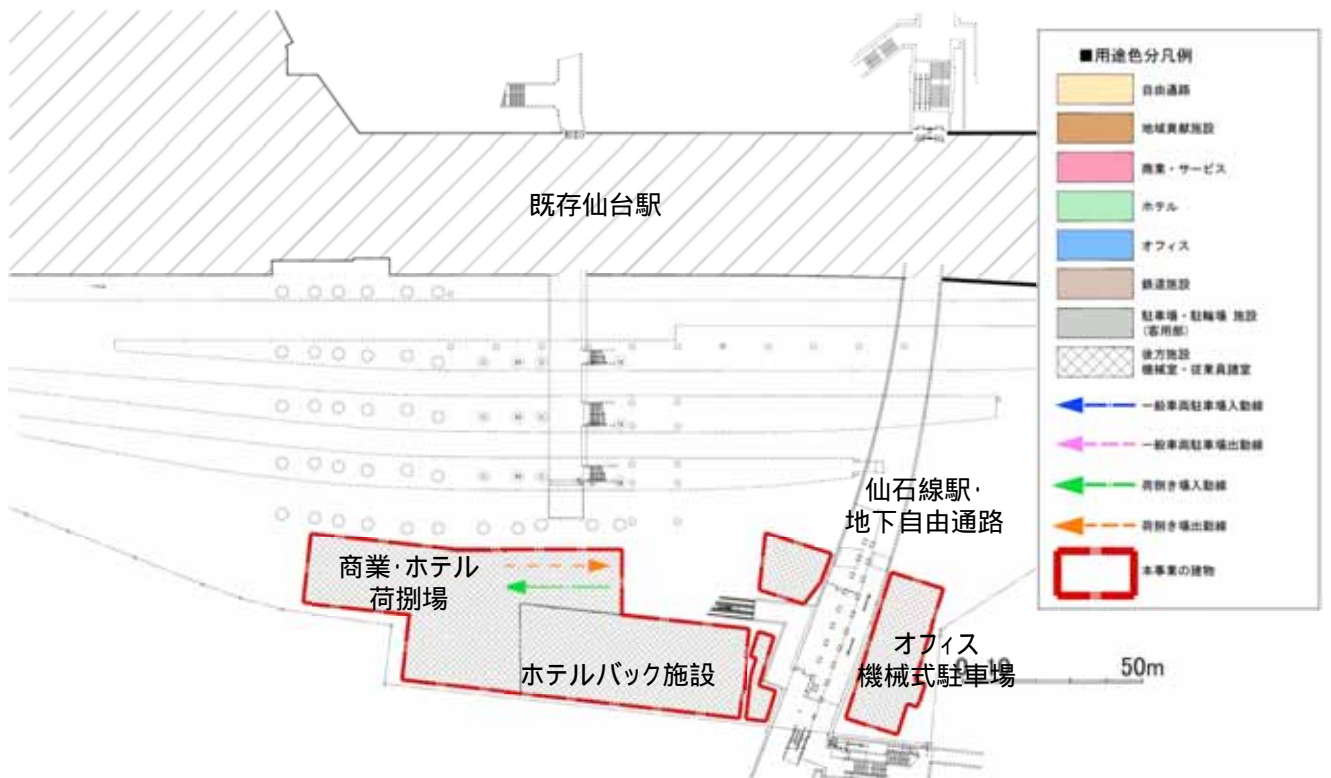 既存仙台駅
仙石線駅・
地下自由通路
商業・ホテル
荷捌場
ホテルバック施設
オフィス
機械式駐車場
0 10 50m
■用途色分凡例
自由通路
地域貢献施設
商業・サービス
ホテル
オフィス
鉄道施設
駐車場・駐輪場 施設
(客用部)
後方施設
機械室・従業員諸室
一般車両駐車場入動線
一般車両駐車場出動線
荷捌き場入動線
荷捌き場出動線
本事業の建物